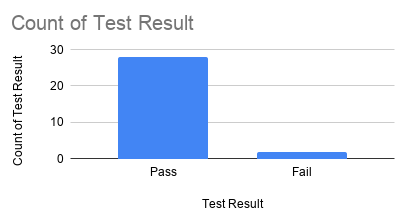 Count of Test Result
Count of Test Result
30
20
10
0
Pass
Fail
Test Result